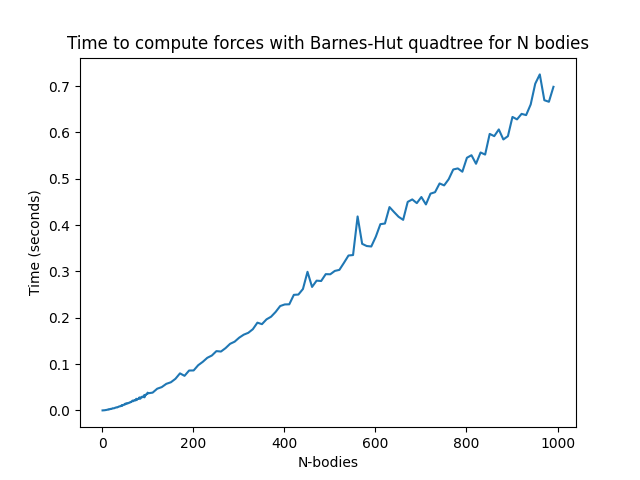 Time to compute forces with Barnes-Hut quadtree for N bodies
0.7
0.6
0.5
0.4
0.3
0.2
0.1
0.0
Time (seconds)
0 200 400 600 800 1000
N-bodies